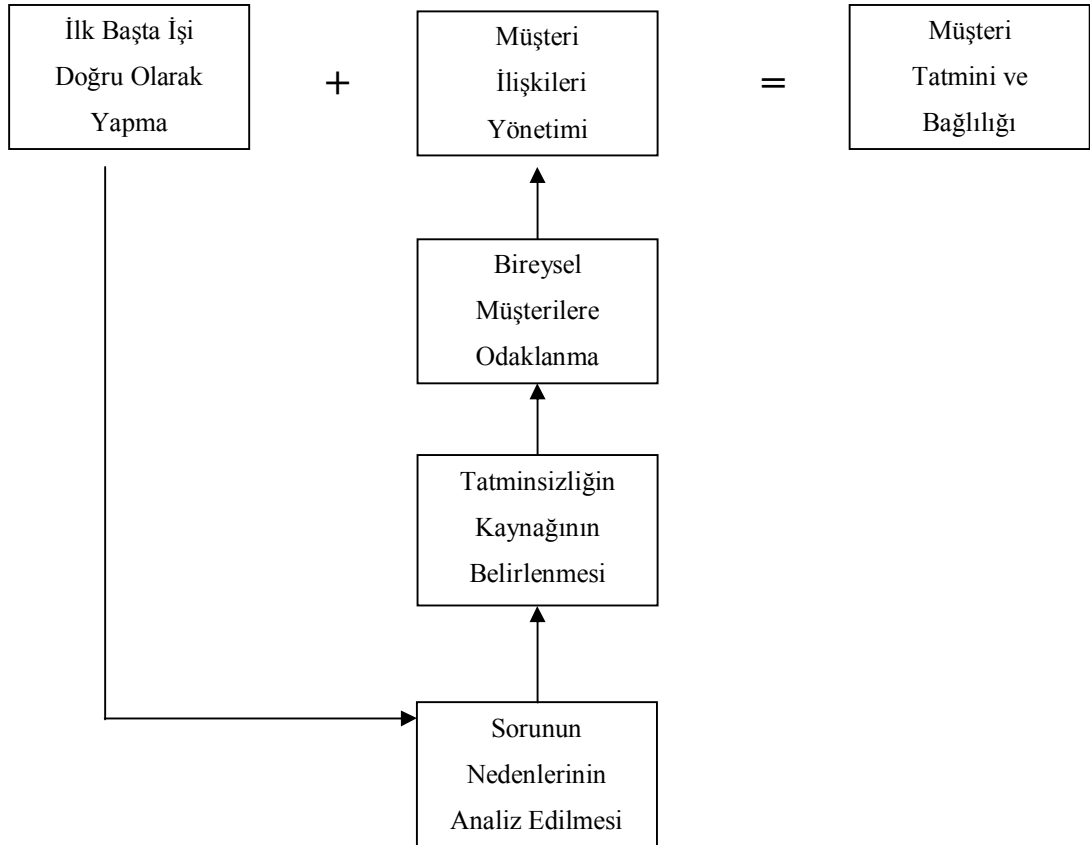 İlk Başta İşi
Doğru Olarak
Yapma
+
Müşteri
İlişkileri
Yönetimi
=
Müşteri
Tatmini ve
Bağlılığı
Bireysel
Müşterilere
Odaklanma
Tatminsizliğin
Kaynağının
Belirlenmesi
Sorunun
Nedenlerinin
Analiz Edilmesi